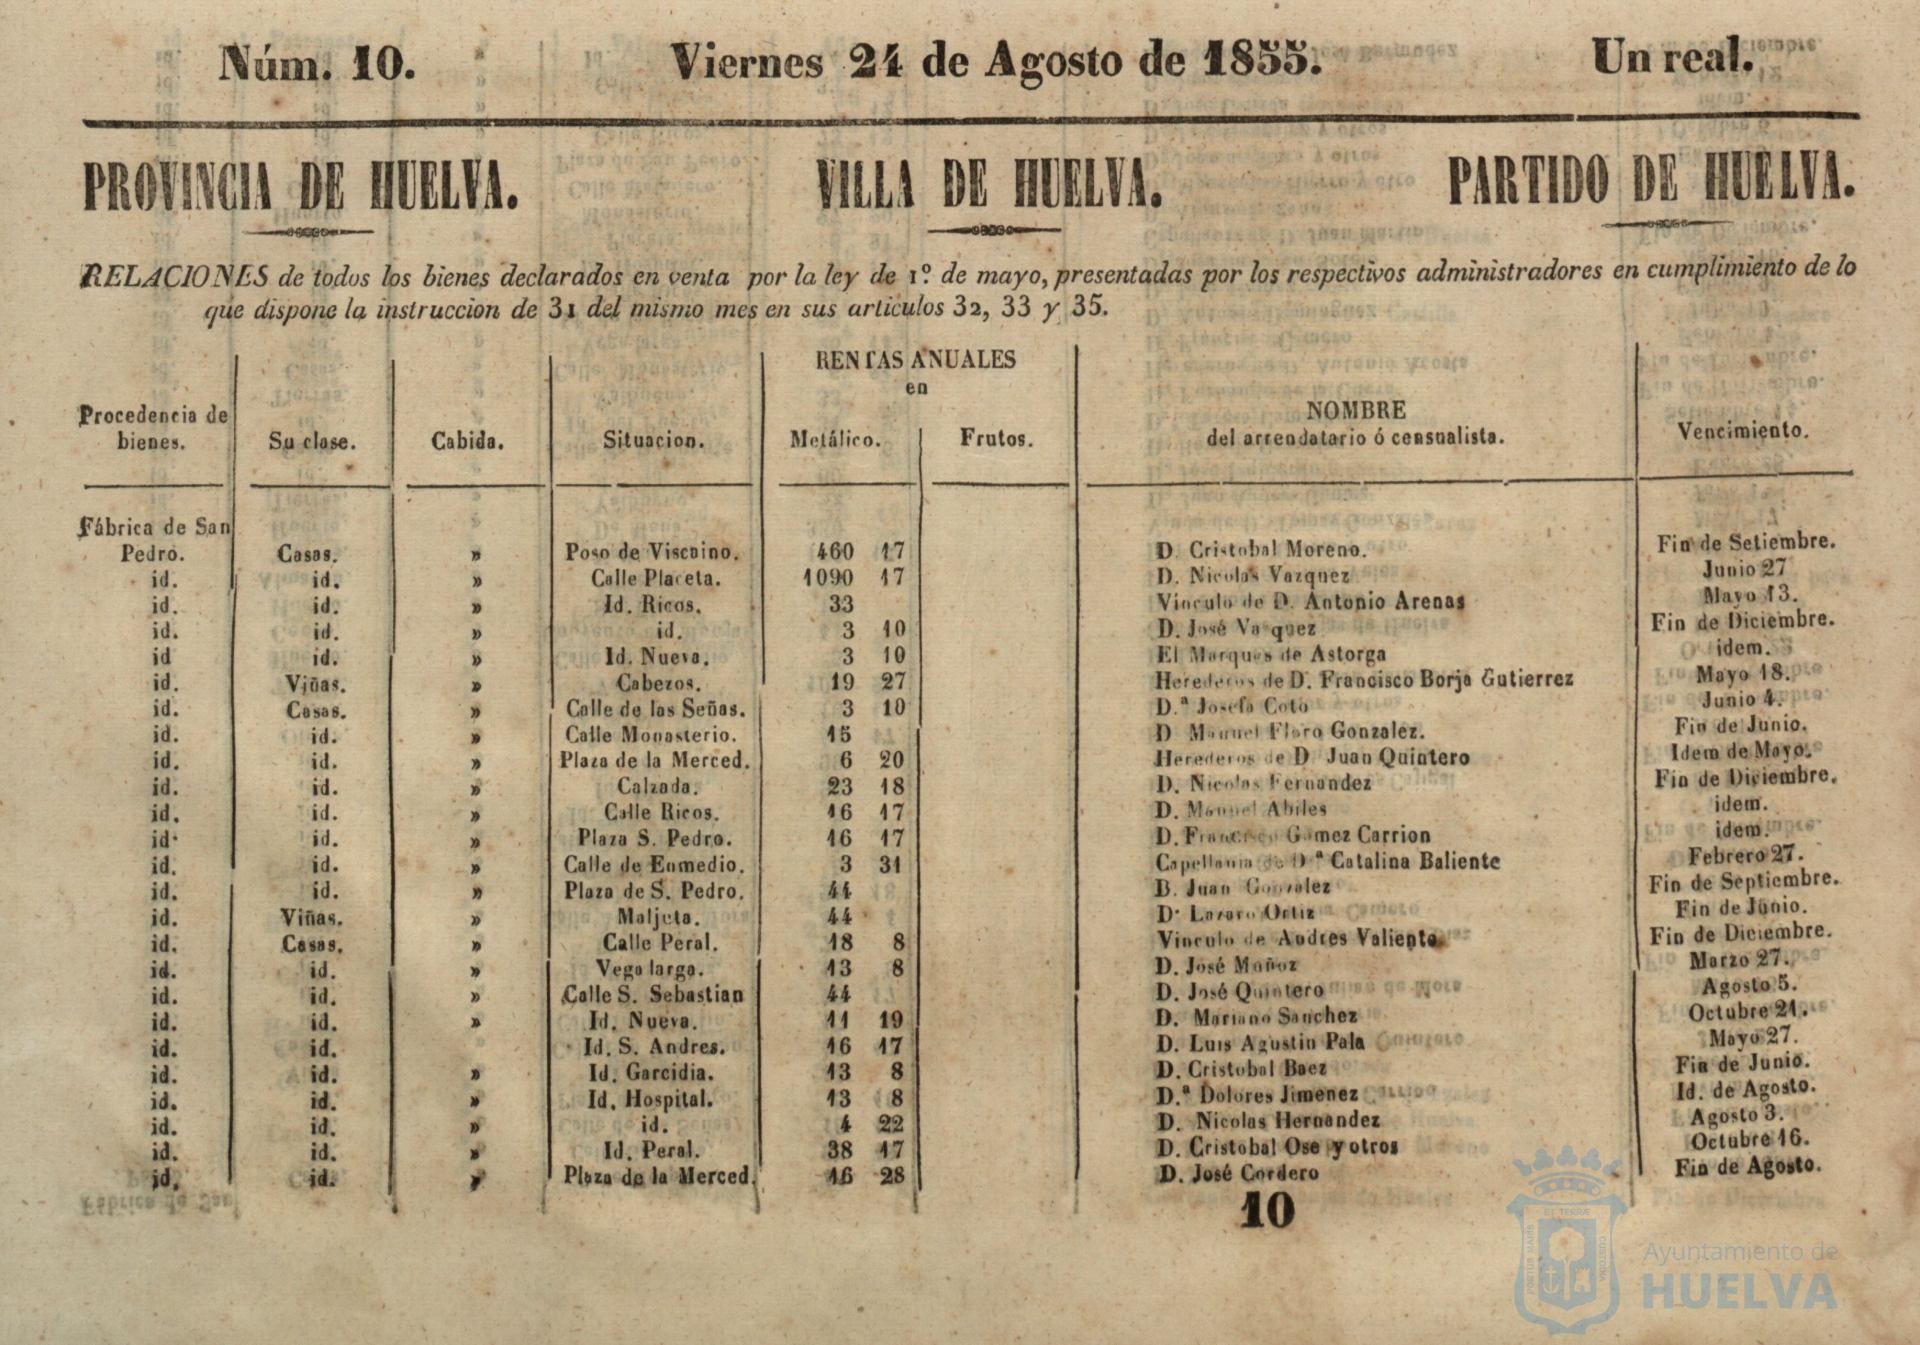 Núm. 10. Viernes 24 de Agosto de 1855. Un real.
PROVINCIA DE HUELVA. VILLA DE HUELVA. PARTIDO DE HUELVA.
RELACIONES de todos los bienes declarados en venta por la ley de 1º. de mayo, presentadas por los respectivos administradores en cumplimiento de lo
que dispone la instruccion de 31 del mismo mes en sus articulos 32, 33 y 35.
RENTAS ANUALES
en
Procedencia de bienes. Su clase. Cabida. Situacion. Metálico. Frutos. NOMBRE del arrendatario ó censualista. Vencimiento.
Fábrica de San
Pedro. Casas. » Poso de Viscaino. 460 17 D. Cristobal Moreno. Fin de Setiembre.
id. id. » Calle Placeta. 1090 17 D. Nicolas Vazquez Junio 27
id. id. » Id. Ricos. 33 Vinculo de D. Antonio Arenas Mayo 13.
id. id. » id. 3 10 D. José Vasquez Fin de Diciembre.
id id. » Id. Nueva. 3 10 El Marques de Astorga idem.
id. Viñas. » Cabezos. 19 27 Herederos de D. Francisco Borja Gutierrez Mayo 18.
id. Casas. » Calle de las Señas. 3 10 D.ª Josefa Coto Junio 4.
id. id. » Calle Monasterio. 15 D Manuel Floro Gonzalez. Fin de Junio.
id. id. » Plaza de la Merced. 6 20 Herederos de D Juan Quintero Idem de Mayo.
id. id. » Calzada. 23 18 D. Nicolas Fernandez Fin de Diciembre.
id. id. » Calle Ricos. 16 17 D. Manuel Abiles idem.
id. id. » Plaza S. Pedro. 16 17 D. Francisco Gomez Carrion idem.
id. id. » Calle de Enmedio. 3 31 Capellania de D.ª Catalina Baliente Febrero 27.
id. id. » Plaza de S. Pedro. 44 B. Juan Gonzalez Fin de Septiembre.
id. Viñas. » Maljeta. 44 D. Lazaro Ortiz Fin de Junio.
id. Casas. » Calle Peral. 18 8 Vinculo de Andres Valiente Fin de Diciembre.
id. id. » Vega larga. 13 8 D. José Muñoz Marzo 27.
id. id. » Calle S. Sebastian 44 D. José Quintero Agosto 5.
id. id. » Id. Nueva. 11 19 D. Mariano Sanchez Octubre 21.
id. id. Id. S. Andres. 16 17 D. Luis Agustin Pala Mayo 27.
id. id. » Id. Garcidia. 13 8 D. Cristobal Baez Fin de Junio.
id. id. » Id. Hospital. 13 8 D.ª Dolores Jimenez Id. de Agosto.
id. id. » id. 4 22 D. Nicolas Hernandez Agosto 3.
id. id. » Id. Peral. 38 17 D. Cristobal Ose y otros Octubre 16.
id. id. » Plaza de la Merced. 16 28 D. José Cordero Fin de Agosto.
10
Ayuntamiento de
HUELVA